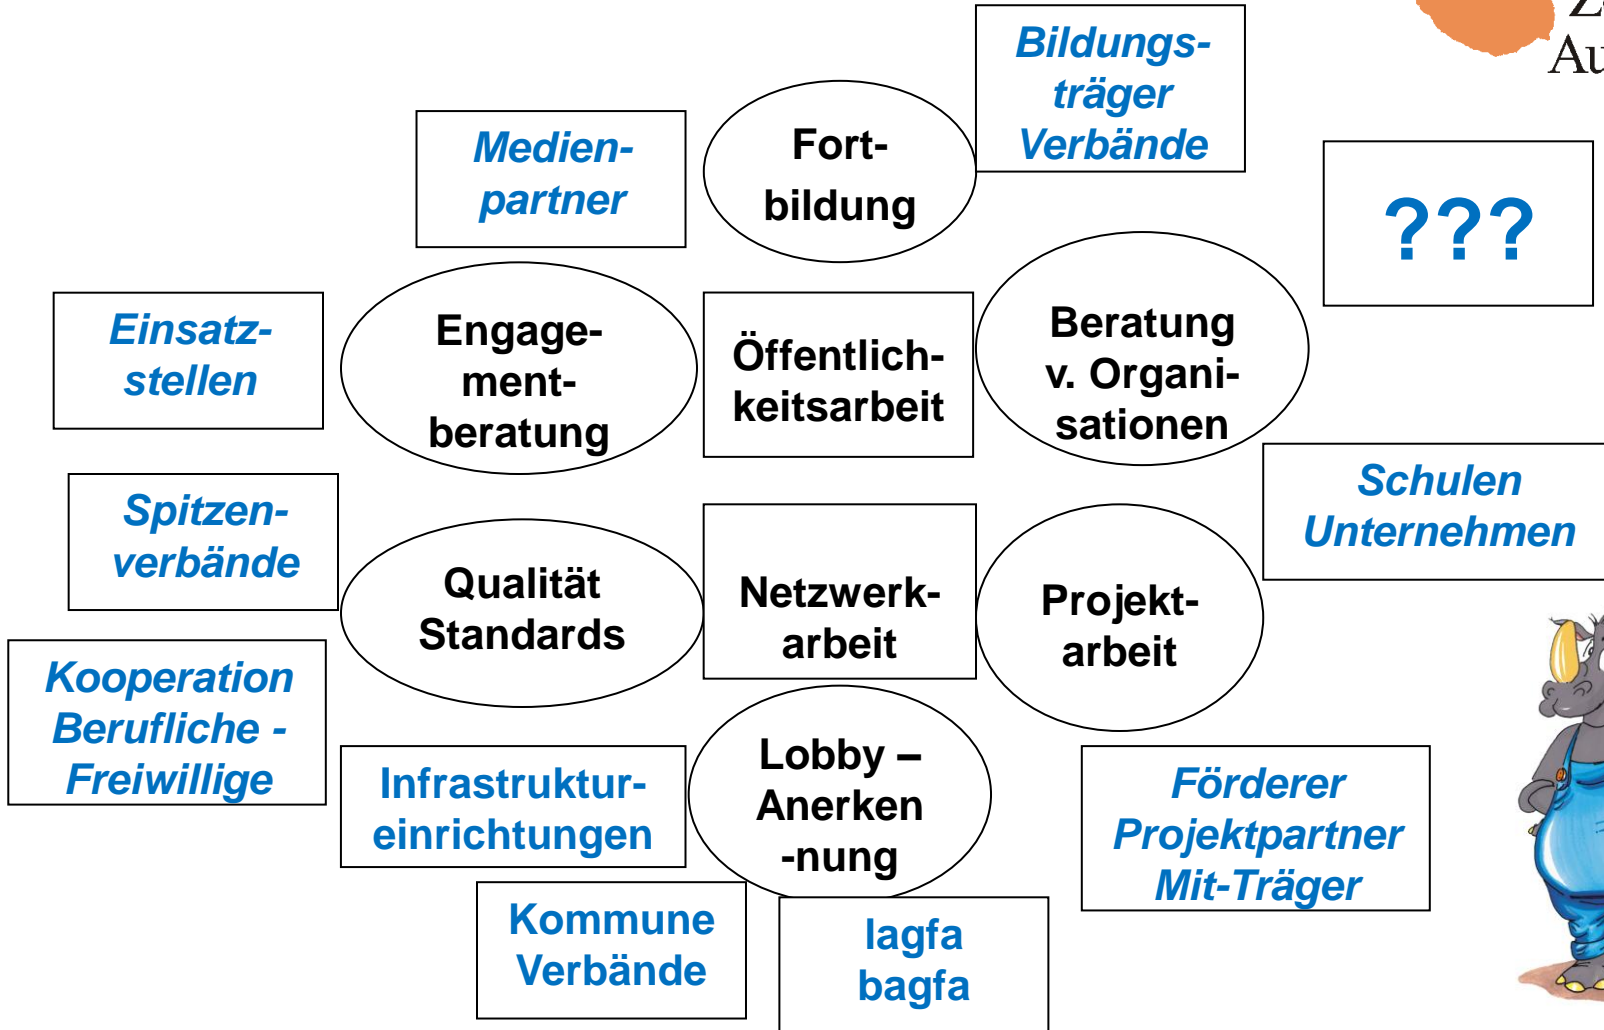 Bildungs-
träger
Verbände
Medien-
partner
Fort-
bildung
???
Einsatz-
stellen
Engage-
ment-
beratung
Öffentlich-
keitsarbeit
Beratung
v. Organi-
sationen
Schulen
Unternehmen
Spitzen-
verbände
Qualität
Standards
Netzwerk-
arbeit
Projekt-
arbeit
Kooperation
Berufliche -
Freiwillige
Infrastruktur-
einrichtungen
Lobby –
Anerken
-nung
Förderer
Projektpartner
Mit-Träger
Kommune
Verbände
lagfa
bagfa